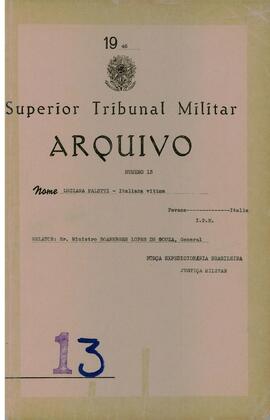 19 46
Superior Tribunal Militar
ARQUIVO
NUMERO 13
Nome LUCIANA PALETTI - Italiana vitima
Pavana--------------Italia
I.P.M.
RELATOR: Sr. Ministro BOANERGES LOPES DE SOUZA, General
FORÇA EXPEDICIONÁRIA BRASILEIRA
JUSTIÇA MILITAR
13